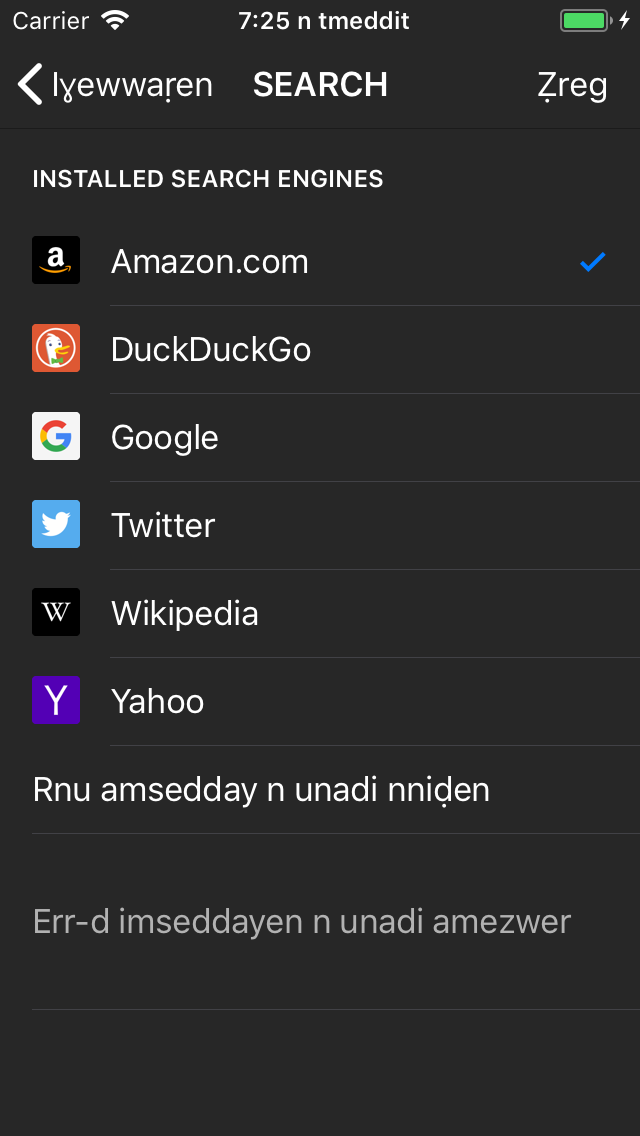 Carrier 7:25 n tmeddit
Iɣewwaṛen SEARCH Ẓreg
INSTALLED SEARCH ENGINES
a Amazon.com
DuckDuckGo
G Google
Twitter
W Wikipedia
Y Yahoo
Rnu amsedday n unadi nniḍen
Err-d imseddayen n unadi amezwer